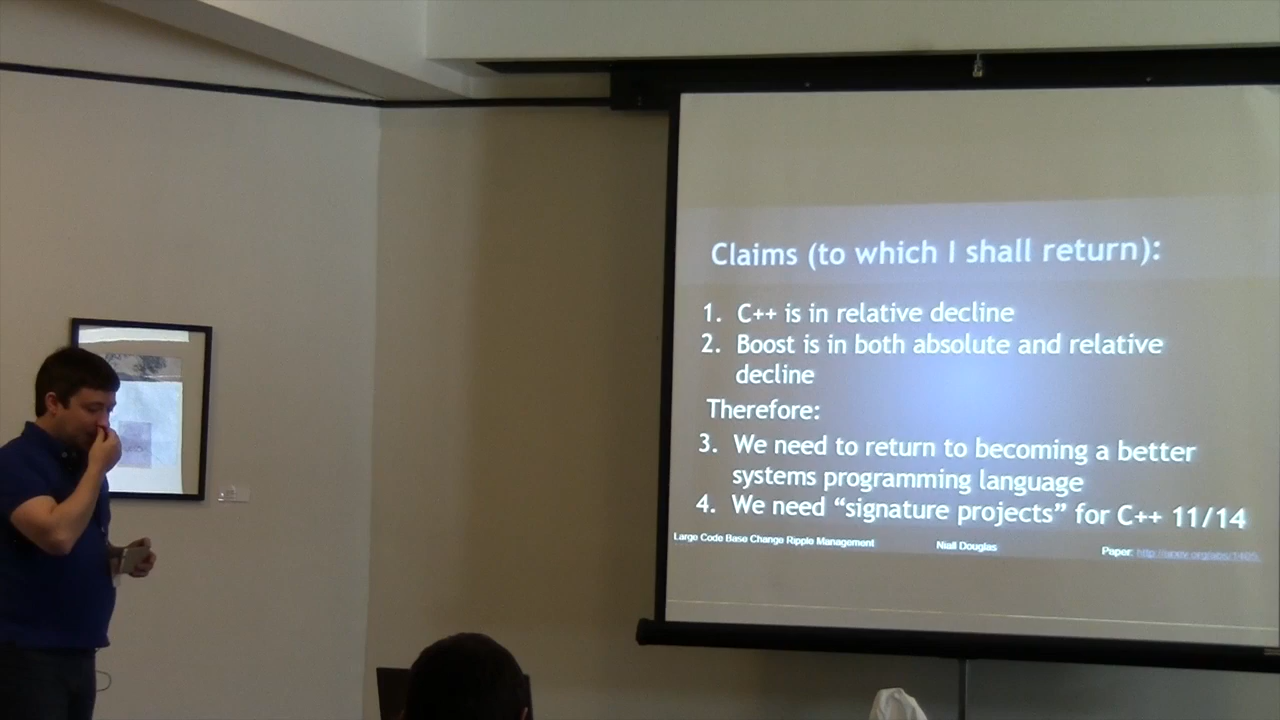 Claims (to which I shall return):
1. C++ is in relative decline
2. Boost is in both absolute and relative
decline
Therefore:
3. We need to return to becoming a better
systems programming language
4. We need “signature projects” for C++ 11/14
Large Code Base Change Ripple Management Niall Douglas Paper: